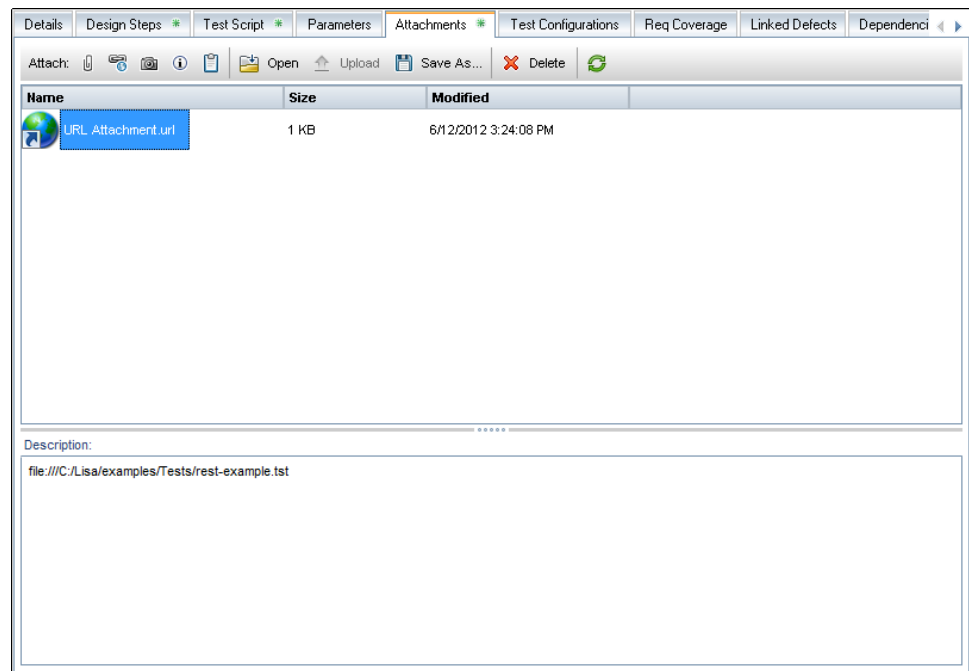 Details Design Steps * Test Script * Parameters Attachments * Test Configurations Req Coverage Linked Defects Dependenci
Attach: Open Upload Save As... Delete
Name Size Modified
URL Attachment.url 1 KB 6/12/2012 3:24:08 PM
Description:
file:///C:/Lisa/examples/Tests/rest-example.tst